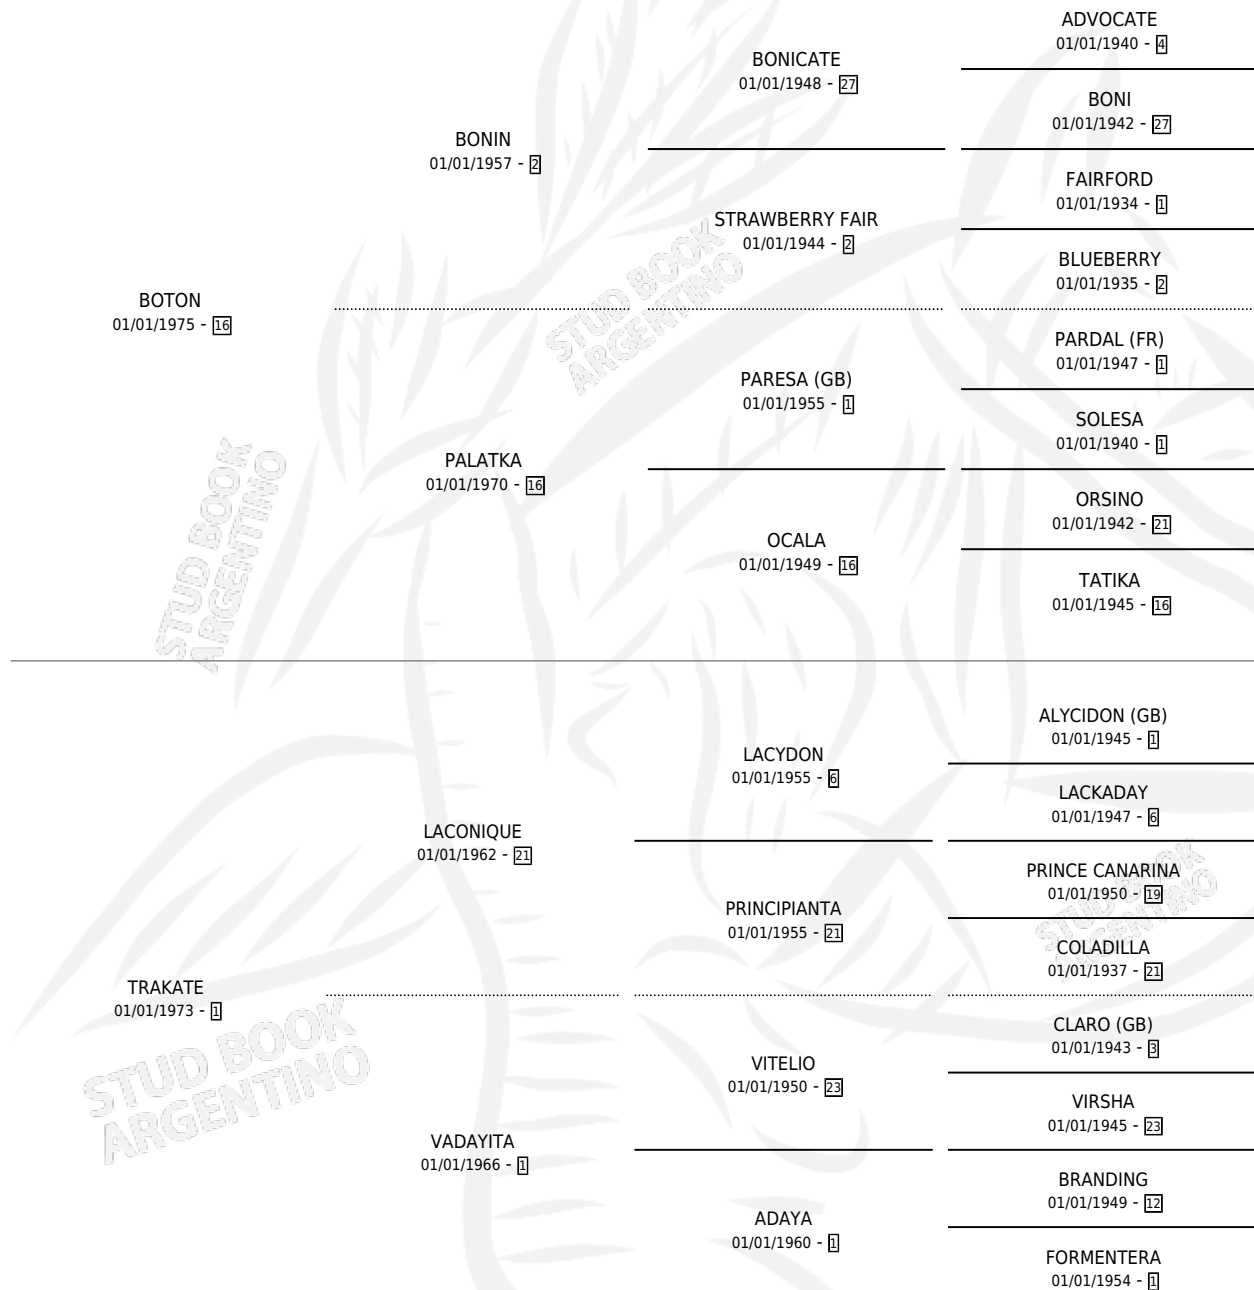 ADVOCATE
01/01/1940 - 4
BONICATE
01/01/1948 - 27
BONI
01/01/1942 - 27
BONIN
01/01/1957 - 2
FAIRFORD
01/01/1934 - 1
STRAWBERRY FAIR
01/01/1944 - 2
BLUEBERRY
01/01/1935 - 2
BOTON
01/01/1975 - 16
STUD BOOK
ARGENTINO
PARDAL (FR)
01/01/1947 - 1
PARESA (GB)
01/01/1955 - 1
SOLESA
01/01/1940 - 1
PALATKA
01/01/1970 - 16
ORSINO
01/01/1942 - 21
OCALA
01/01/1949 - 16
TATIKA
01/01/1945 - 16
STUD BOOK
ARGENTINO
ALYCIDON (GB)
01/01/1945 - 1
LACYDON
01/01/1955 - 6
LACKADAY
01/01/1947 - 6
LACONIQUE
01/01/1962 - 21
PRINCE CANARINA
01/01/1950 - 19
PRINCIPIANTA
01/01/1955 - 21
COLADILLA
01/01/1937 - 21
STUD BOOK
ARGENTINO
TRAKATE
01/01/1973 - 1
CLARO (GB)
01/01/1943 - 3
VITELIO
01/01/1950 - 23
VIRSHA
01/01/1945 - 23
STUD BOOK
ARGENTINO
VADAYITA
01/01/1966 - 1
BRANDING
01/01/1949 - 12
ADAYA
01/01/1960 - 1
FORMENTERA
01/01/1954 - 1